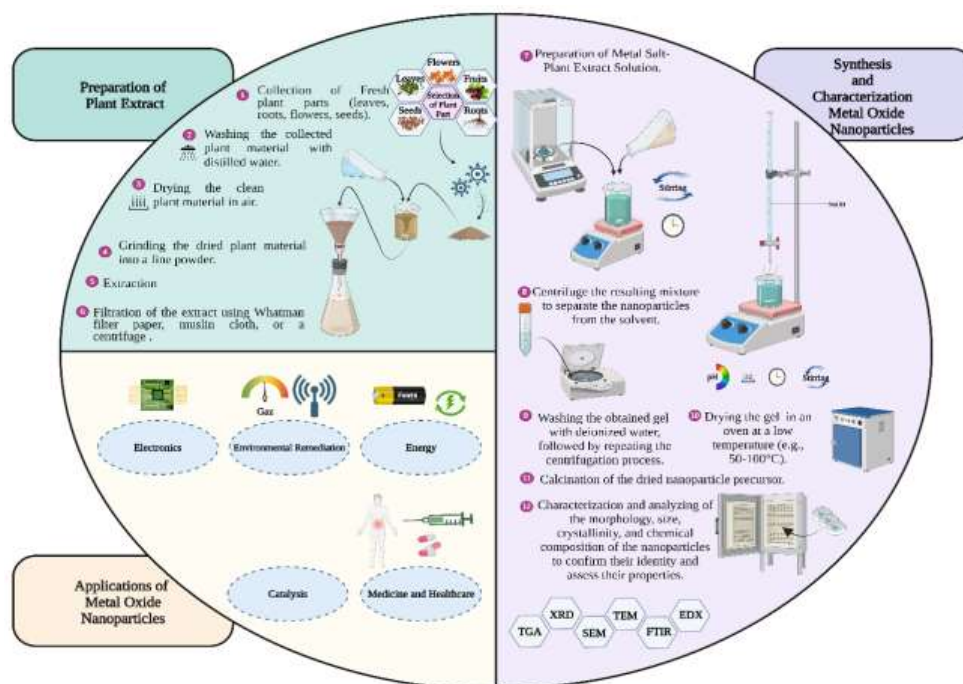 Preparation of
Plant Extract
Flowers
Leaves
Fruits
Selection
of Plant
Part
Seeds
Roots
1 Collection of Fresh
plant parts (leaves,
roots, flowers, seeds).
2 Washing the collected
plant material with
distilled water.
3 Drying the clean
plant material in air.
4 Grinding the dried plant material
into a fine powder.
5 Extraction
6 Filtration of the extract using Whatman
filter paper, muslin cloth, or a
centrifuge .
Synthesis
and
Characterization
Metal Oxide
Nanoparticles
7 Preparation of Metal Salt-
Plant Extract Solution.
Stirring
8 Centrifuge the resulting mixture
to separate the nanoparticles
from the solvent.
pH
Stirring
9 Washing the obtained gel
with deionized water,
followed by repeating the
centrifugation process.
10 Drying the gel in an
oven at a low
temperature (e.g.,
50-100°C).
11 Calcination of the dried nanoparticle precursor.
12 Characterization and analyzing of
the morphology, size,
crystallinity, and chemical
composition of the nanoparticles
to confirm their identity and
assess their properties.
TGA
XRD
SEM
TEM
FTIR
EDX
Gaz
Electronics
Environmental Remediation
Energy
Catalysis
Medicine and Healthcare
Applications of
Metal Oxide
Nanoparticles